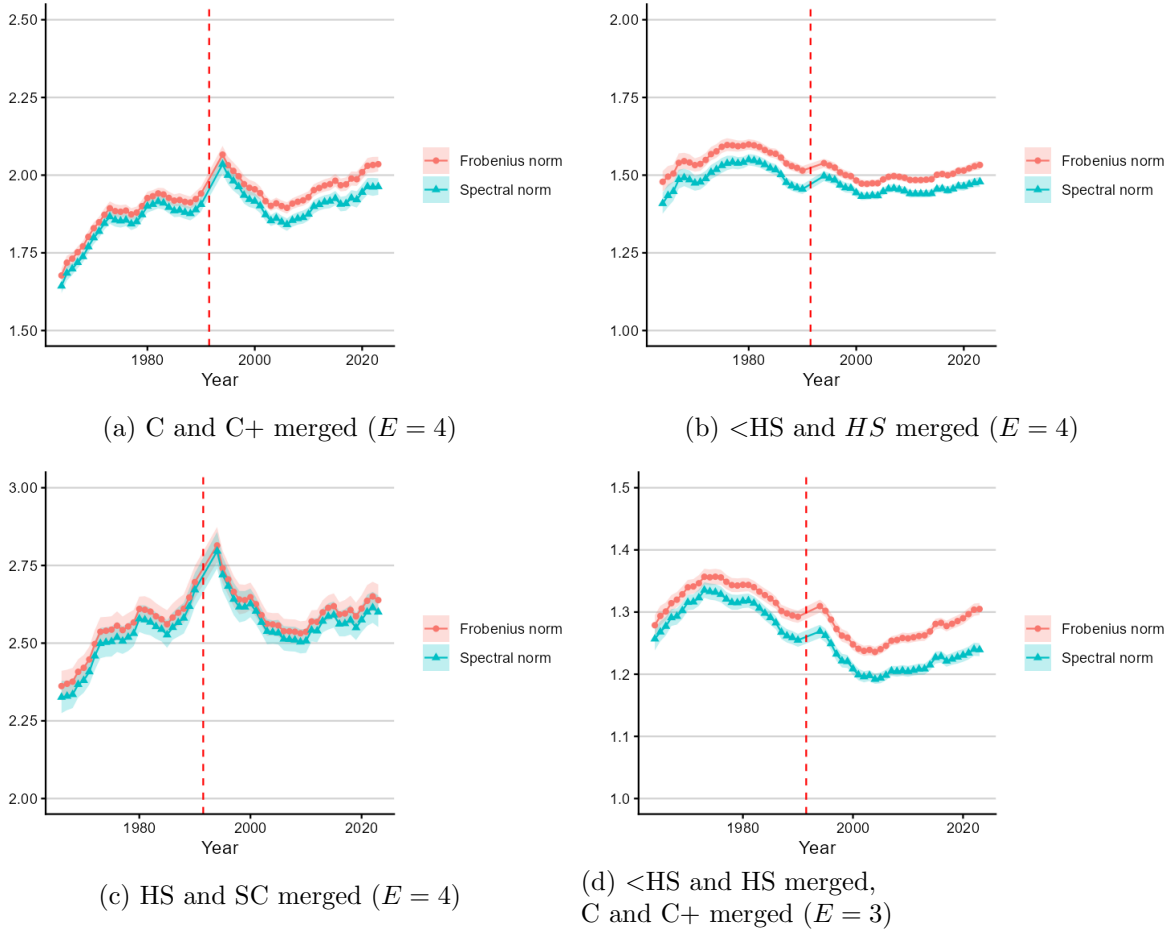 2.50
2.25
2.00
1.75
1.50
1980
2000
2020
Year
Frobenius norm
Spectral norm
(a) C and C+ merged (E = 4)
2.00
1.75
1.50
1.25
1.00
1980
2000
2020
Year
Frobenius norm
Spectral norm
(b) <HS and HS merged (E = 4)
3.00
2.75
2.50
2.25
2.00
1980
2000
2020
Year
Frobenius norm
Spectral norm
(c) HS and SC merged (E = 4)
1.5
1.4
1.3
1.2
1.1
1.0
1980
2000
2020
Year
Frobenius norm
Spectral norm
(d) <HS and HS merged,
C and C+ merged (E = 3)